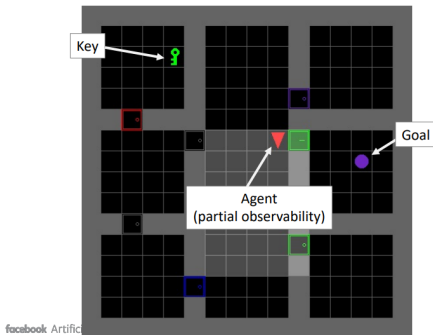 Key
Goal
Agent
(partial observability)
facebook Artific